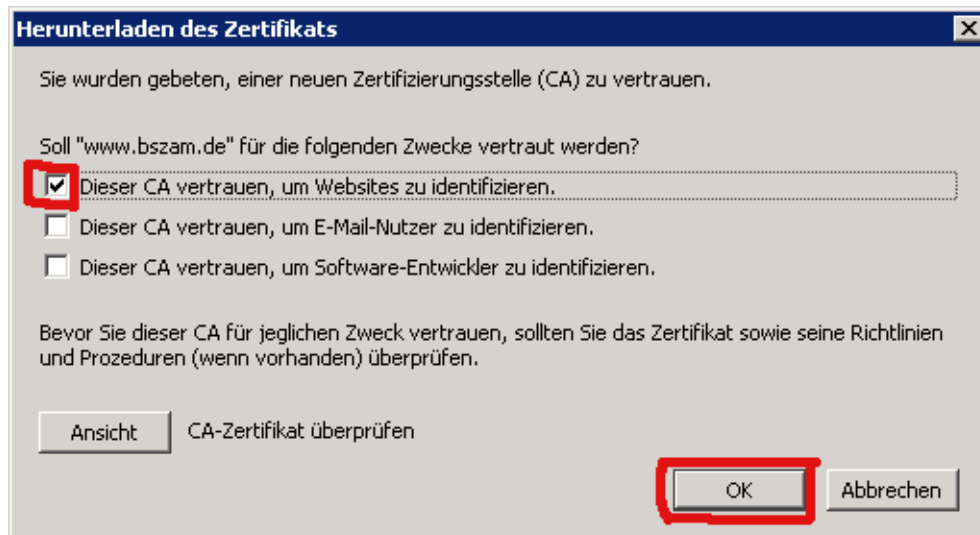 Herunterladen des Zertifikats
Sie wurden gebeten, einer neuen Zertifizierungsstelle (CA) zu vertrauen.
Soll "www.bszam.de" für die folgenden Zwecke vertraut werden?
Dieser CA vertrauen, um Websites zu identifizieren.
Dieser CA vertrauen, um E-Mail-Nutzer zu identifizieren.
Dieser CA vertrauen, um Software-Entwickler zu identifizieren.
Bevor Sie dieser CA für jeglichen Zweck vertrauen, sollten Sie das Zertifikat sowie seine Richtlinien
und Prozeduren (wenn vorhanden) überprüfen.
Ansicht CA-Zertifikat überprüfen
OK Abbrechen